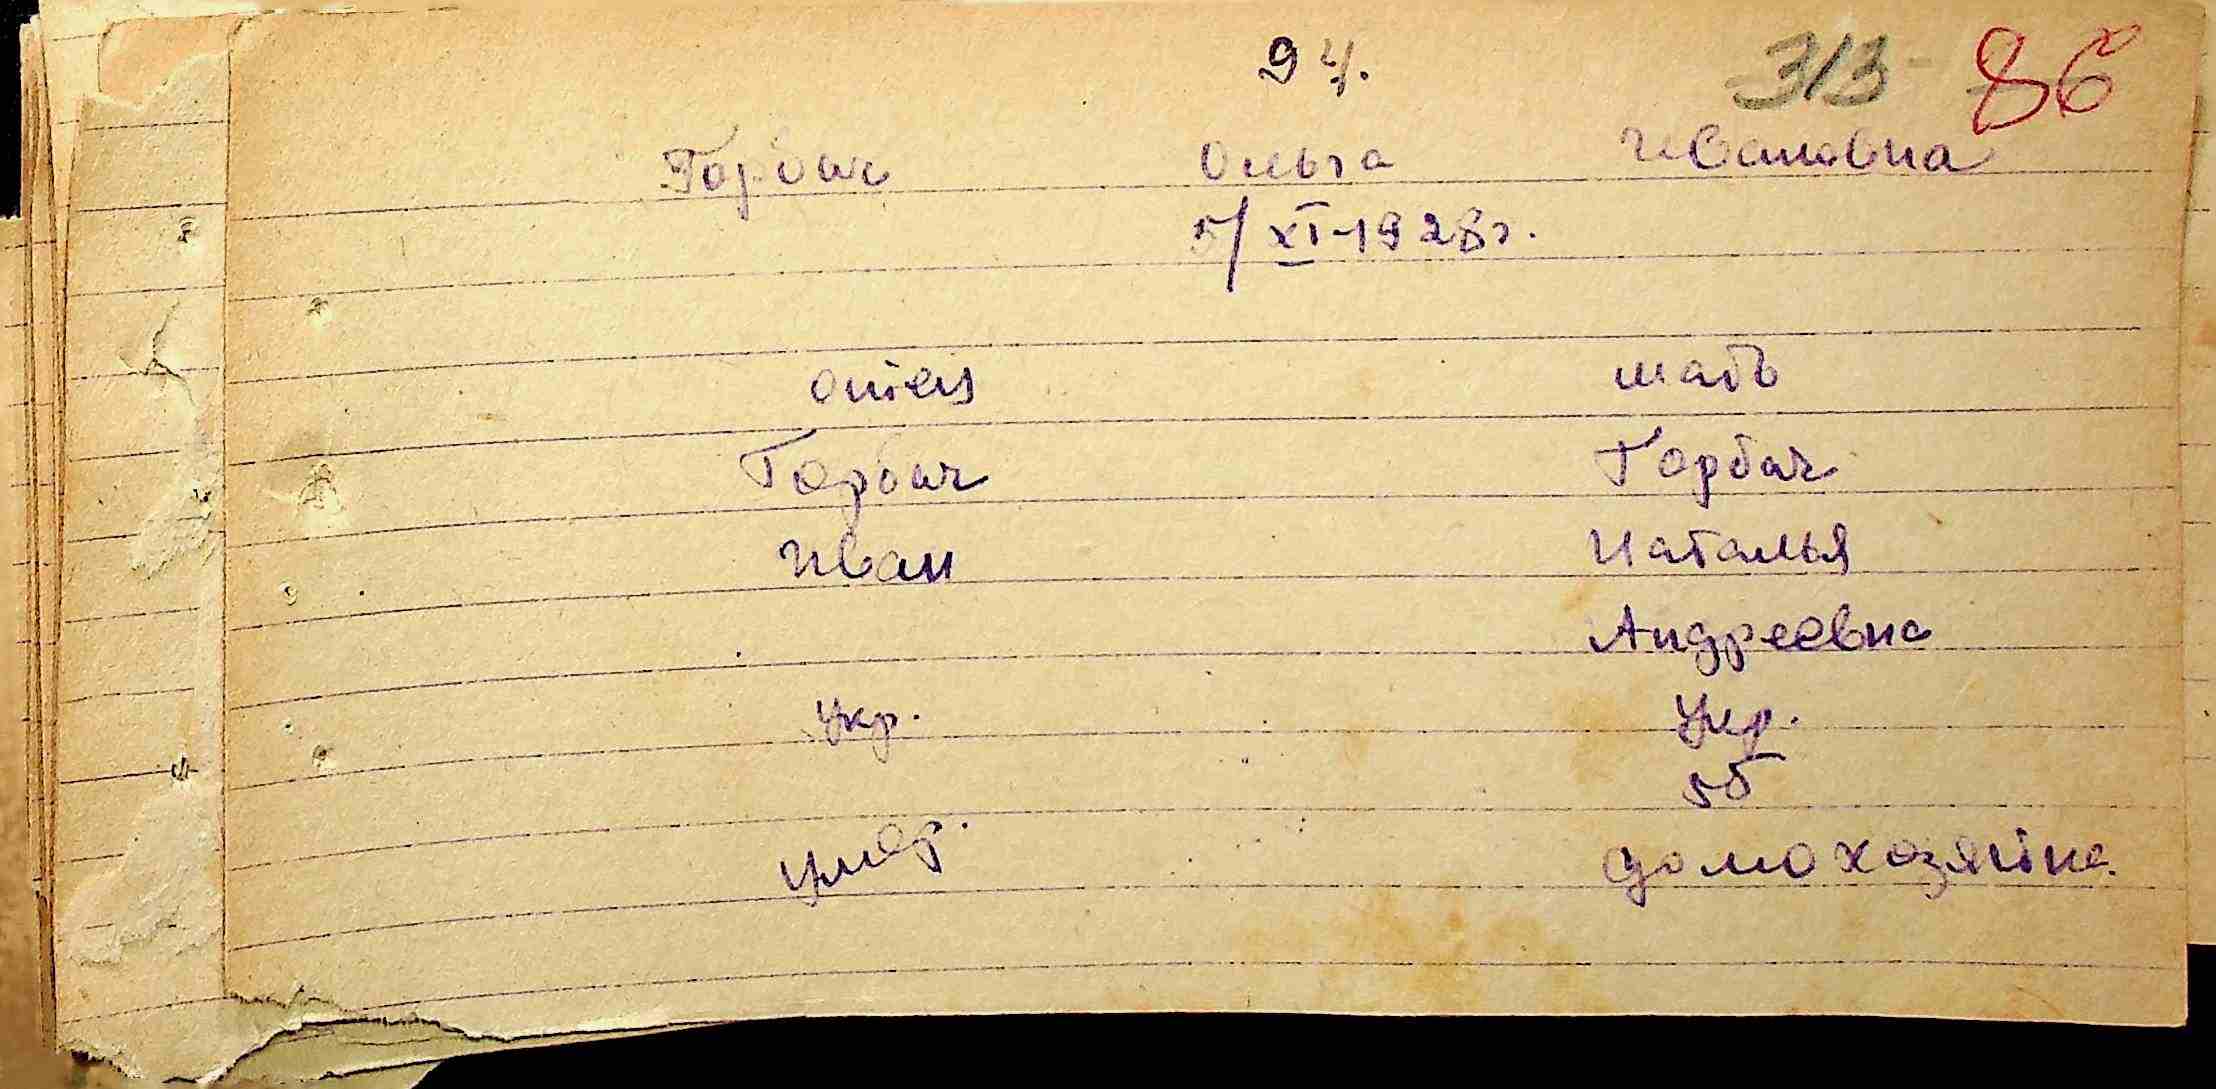 94. 313 86
Горбач Ольга Ивановна
5/XI-1928г.
отец мать
Горбач Горбач
Иван Наталья
Андреевна
Укр. Укр.
55
умер. домохозяйка.